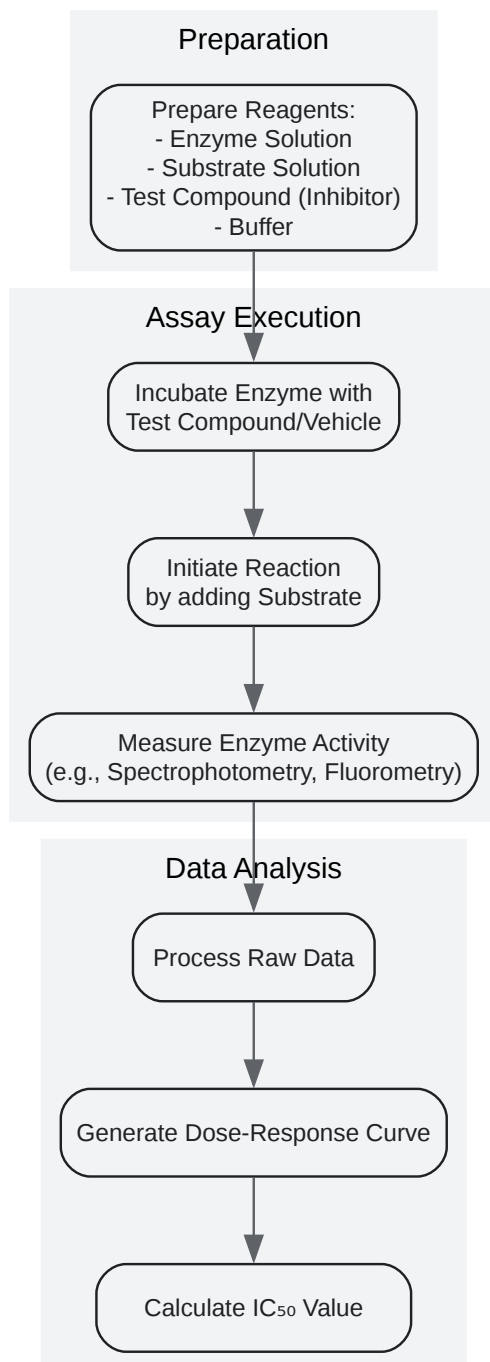 Preparation
Prepare Reagents:
- Enzyme Solution
- Substrate Solution
- Test Compound (Inhibitor)
- Buffer
Assay Execution
Incubate Enzyme with
Test Compound/Vehicle
Initiate Reaction
by adding Substrate
Measure Enzyme Activity
(e.g., Spectrophotometry, Fluorometry)
Data Analysis
Process Raw Data
Generate Dose-Response Curve
Calculate IC₅₀ Value